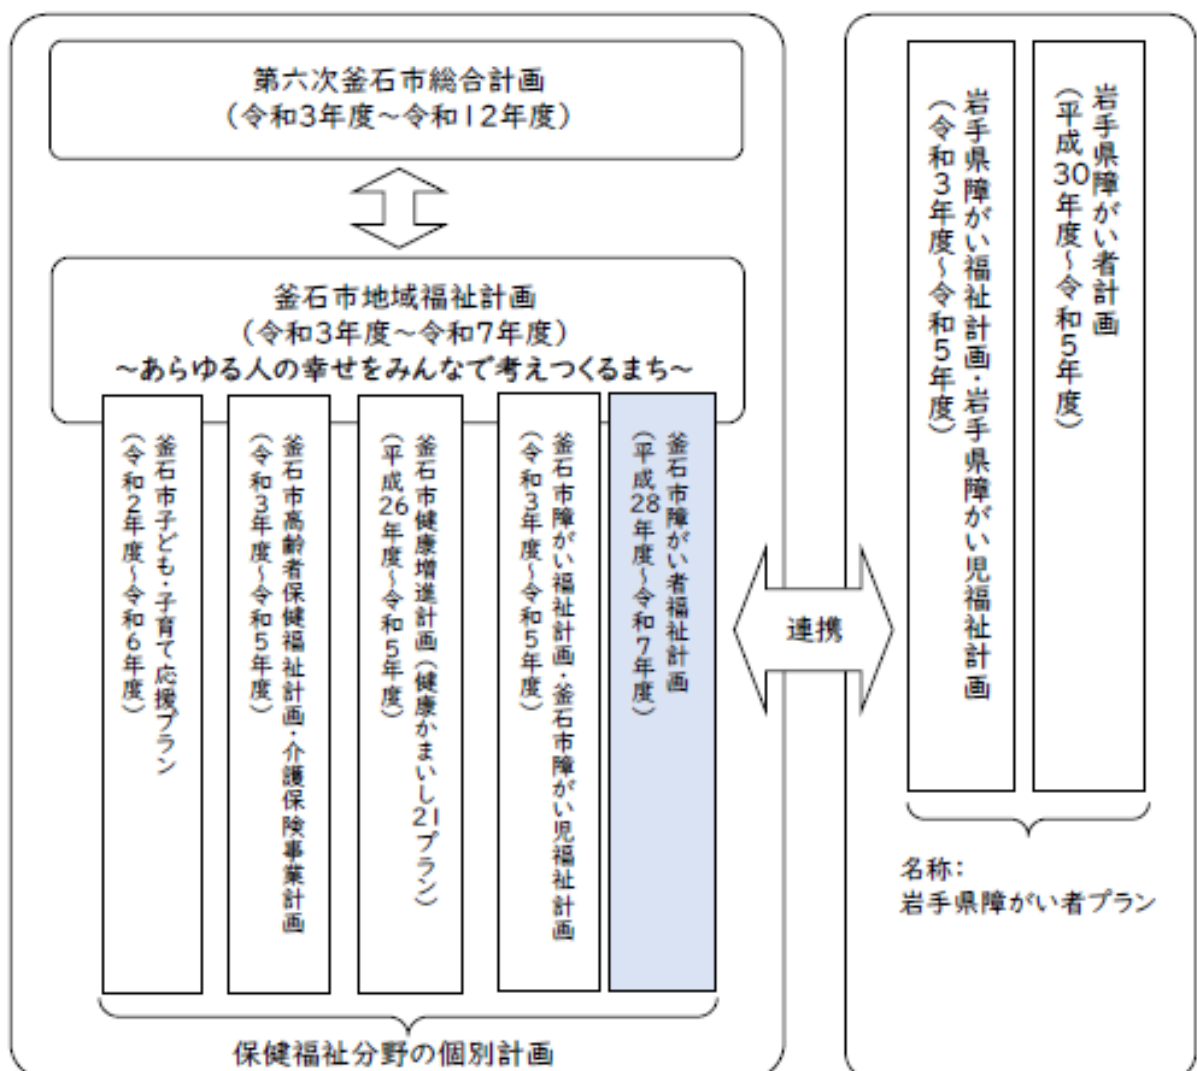 第六次釜石市総合計画
（令和3年度～令和12年度）
釜石市地域福祉計画
（令和3年度～令和7年度）
～あらゆる人の幸せをみんなで考えつくるまち～
釜石市子ども・子育て応援プラン
（令和2年度～令和6年度）
釜石市高齢者保健福祉計画・介護保険事業計画
（令和3年度～令和5年度）
釜石市健康増進計画（健康かまいし21プラン）
（平成26年度～令和5年度）
釜石市障がい福祉計画・釜石市障がい児福祉計画
（令和3年度～令和5年度）
釜石市障がい者福祉計画
（平成28年度～令和7年度）
保健福祉分野の個別計画
連携
岩手県障がい福祉計画・岩手県障がい児福祉計画
（令和3年度～令和5年度）
岩手県障がい者計画
（平成30年度～令和5年度）
名称：
岩手県障がい者プラン